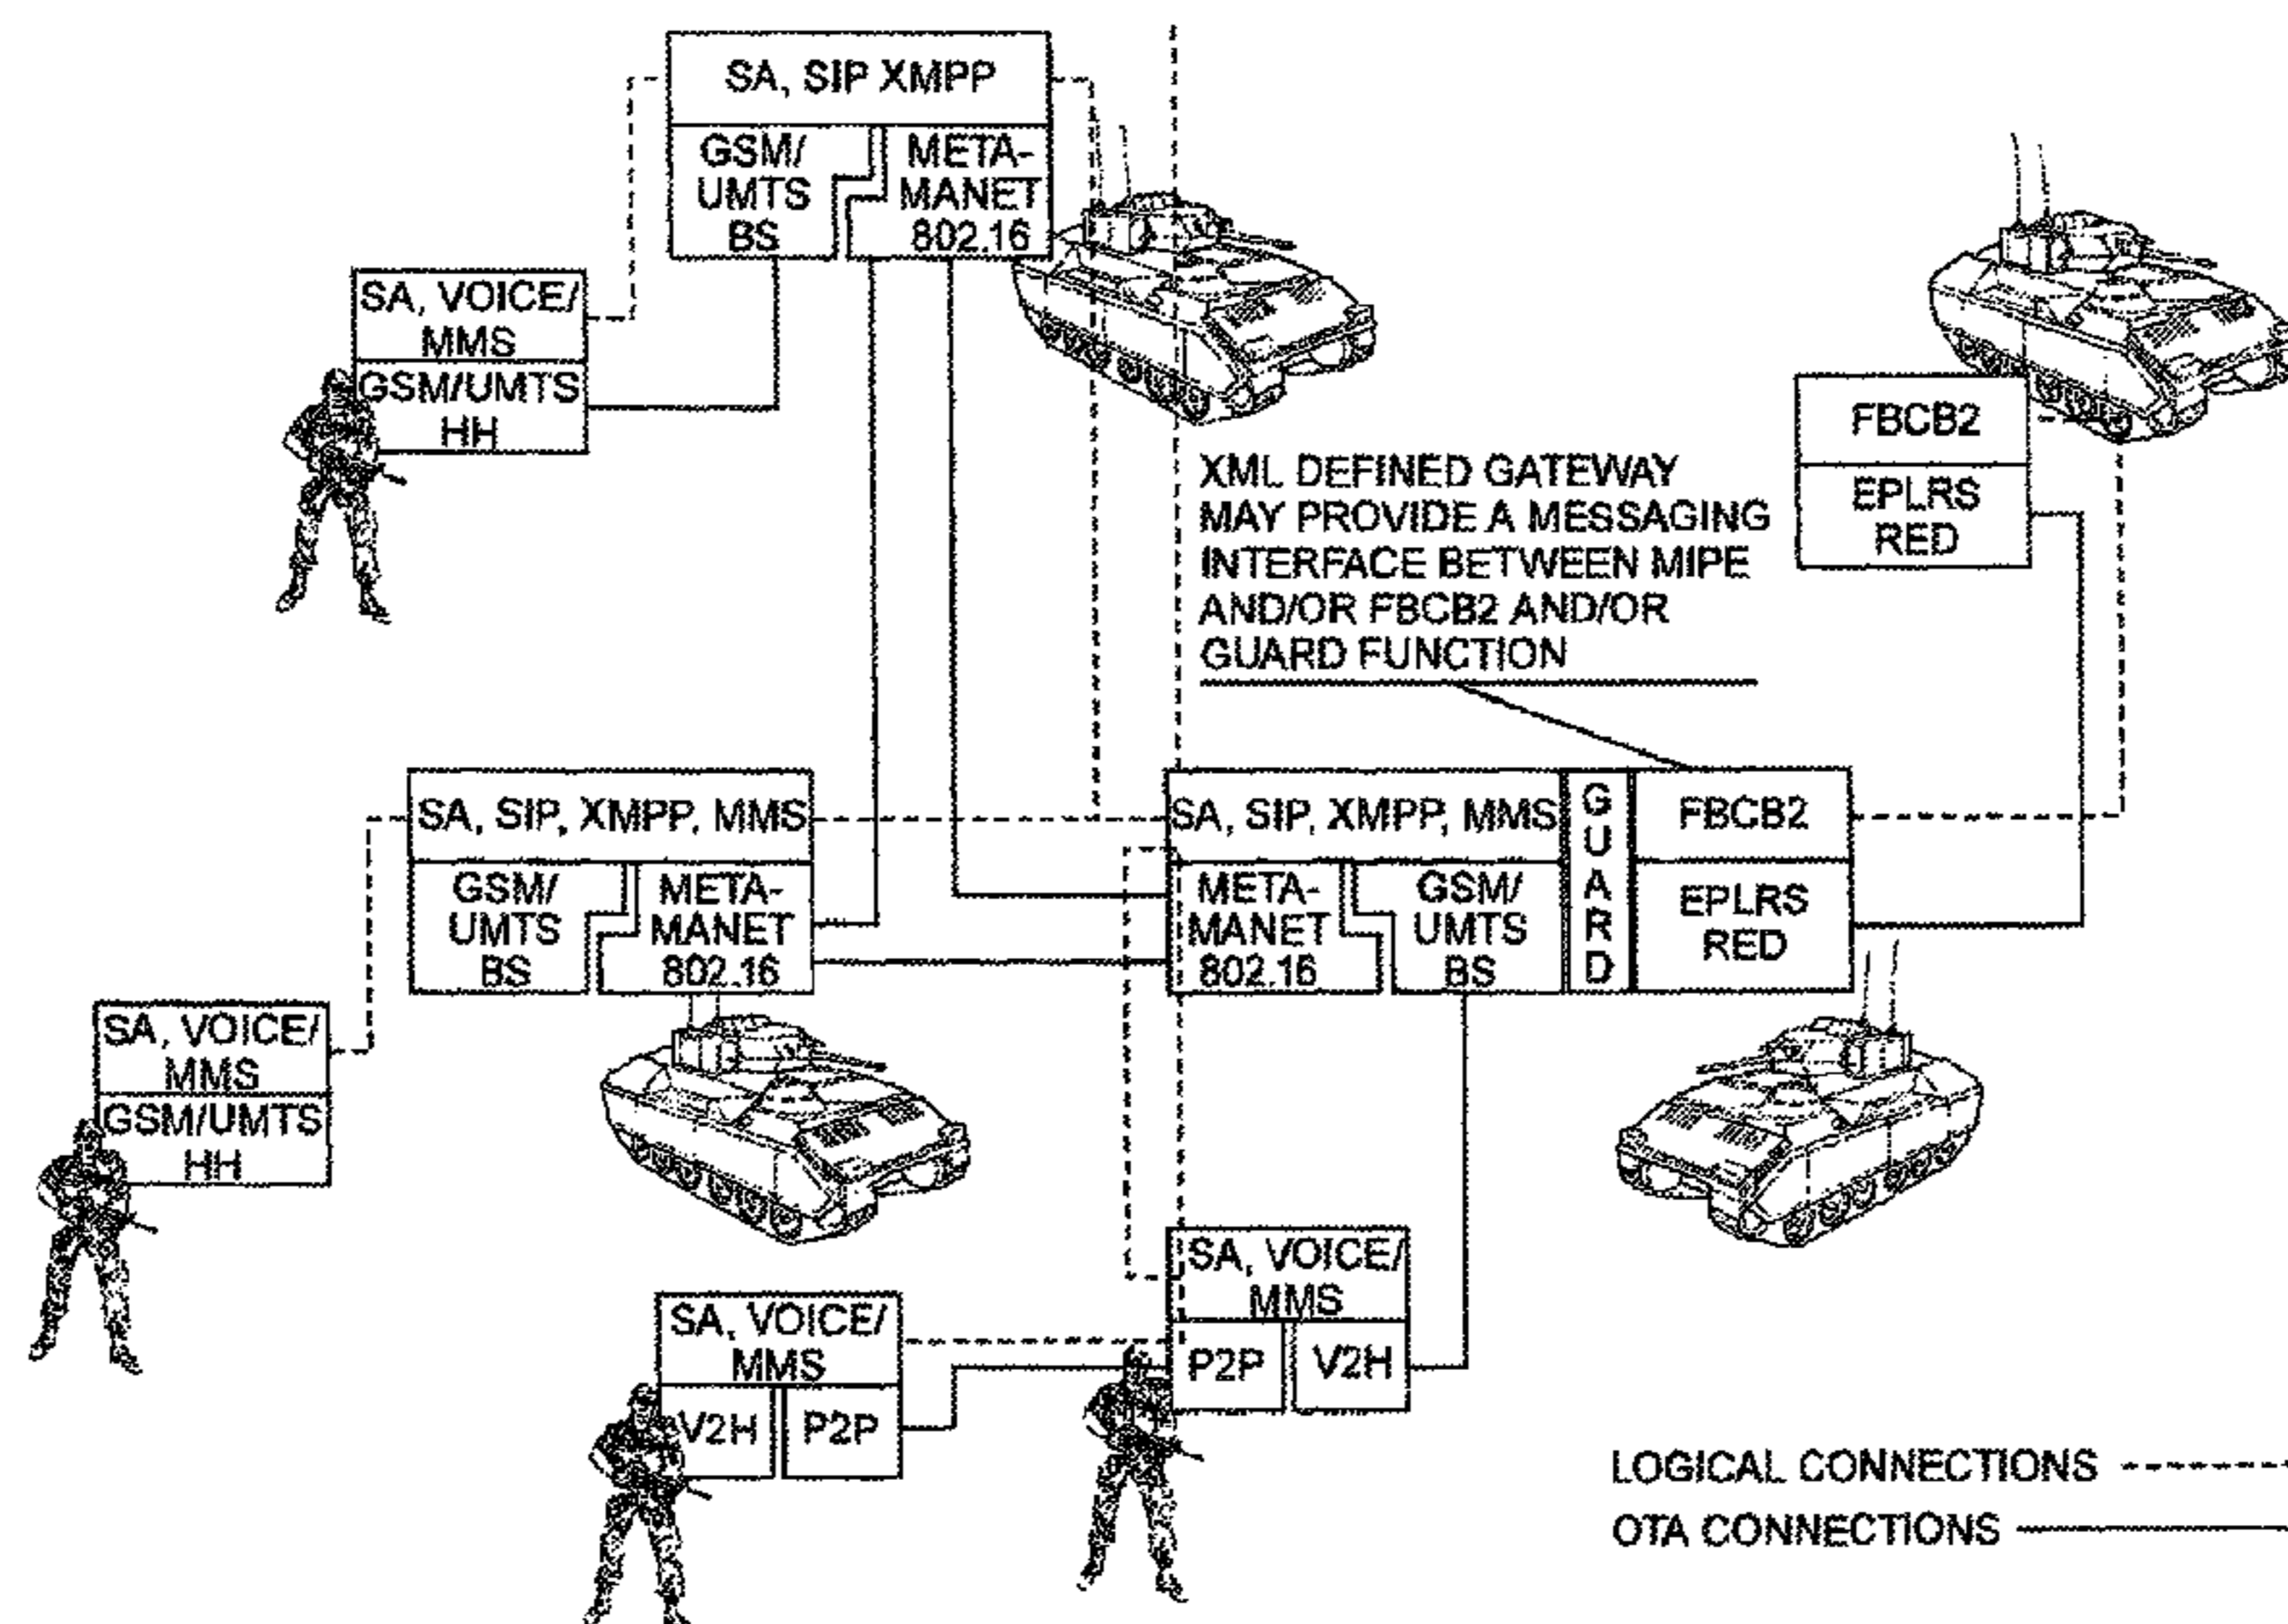 SA, SIP XMPP
GSM/
UMTS
BS
META-
MANET
802.16
SA, VOICE/
MMS
GSM/UMTS
HH
FBCB2
EPLRS
RED
XML DEFINED GATEWAY
MAY PROVIDE A MESSAGING
INTERFACE BETWEEN MIPE
AND/OR FBCB2 AND/OR
GUARD FUNCTION
SA, SIP, XMPP, MMS
GSM/
UMTS
BS
META-
MANET
802.16
SA, SIP, XMPP, MMS
META-
MANET
802.16
GSM/
UMTS
BS
GUARD
FBCB2
EPLRS
RED
SA, VOICE/
MMS
GSM/UMTS
HH
SA, VOICE/
MMS
P2P
V2H
SA, VOICE/
MMS
V2H
P2P
LOGICAL CONNECTIONS
OTA CONNECTIONS